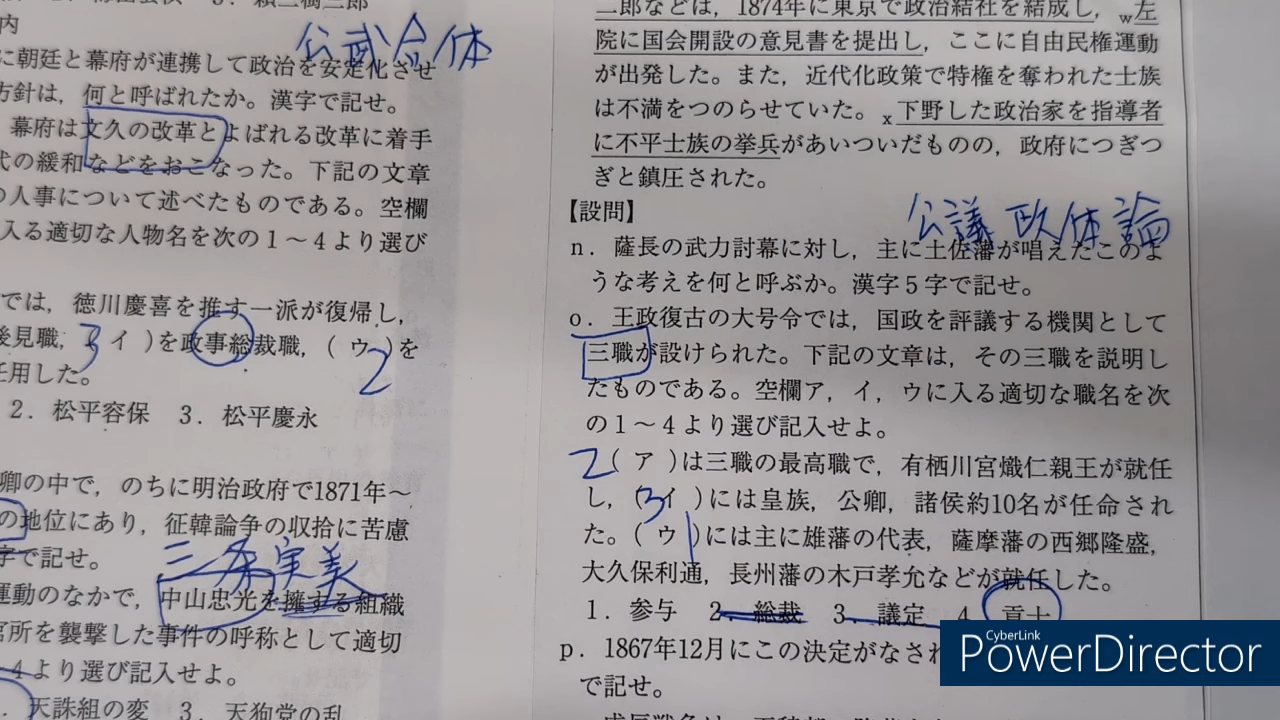 内
公武合体
に朝廷と幕府が連携して政治を安定化させ
方針は，何と呼ばれたか。漢字で記せ。
幕府は文久の改革とよばれる改革に着手
代の緩和などをおこなった。下記の文章
の人事について述べたものである。空欄
入る適切な人物名を次の1～4より選び
では，徳川慶喜を推す一派が復帰し，
後見職，（イ）を政事総裁職，（ウ）を
3
2
任用した。
2．松平容保　3．松平慶永
卿の中で，のちに明治政府で1871年～
の地位にあり，征韓論争の収拾に苦慮
字で記せ。
三条実美
運動のなかで，中山忠光を擁する組織
官所を襲撃した事件の呼称として適切
4より選び記入せよ。
天誅組の変　3．天狗党の乱
二郎などは，1874年に東京で政治結社を結成し，w左
院に国会開設の意見書を提出し，ここに自由民権運動
が出発した。また，近代化政策で特権を奪われた士族
は不満をつのらせていた。x下野した政治家を指導者
に不平士族の挙兵があいついだものの，政府につぎつ
ぎと鎮圧された。
【設問】
公議政体論
n．薩長の武力討幕に対し，主に土佐藩が唱えたこのよ
うな考えを何と呼ぶか。漢字5字で記せ。
o．王政復古の大号令では，国政を評議する機関として
三職が設けられた。下記の文章は，その三職を説明し
たものである。空欄ア，イ，ウに入る適切な職名を次
の1～4より選び記入せよ。
2（ア）は三職の最高職で，有栖川宮熾仁親王が就任
し，（3イ）には皇族，公卿，諸侯約10名が任命され
た。（ウ1）には主に雄藩の代表，薩摩藩の西郷隆盛，
大久保利通，長州藩の木戸孝允などが就任した。
1．参与　2．総裁　3．議定　4．貢士
p．1867年12月にこの決定がなされ
で記せ。
CyberLink
PowerDirector